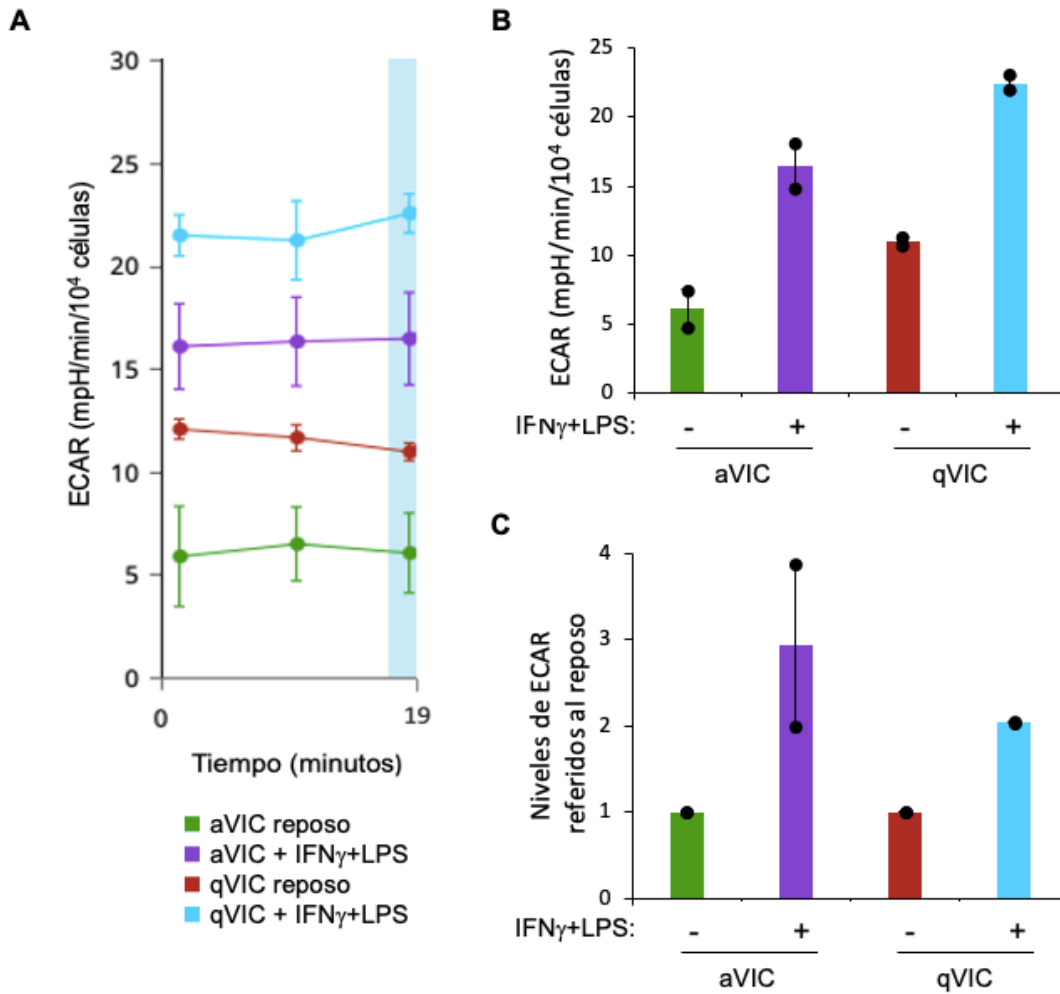 A
ECAR (mpH/min/10⁴ células)
30
25
20
15
10
5
0
0
19
Tiempo (minutos)
aVIC reposo
aVIC + IFNγ+LPS
qVIC reposo
qVIC + IFNγ+LPS
B
ECAR (mpH/min/10⁴ células)
25
20
15
10
5
0
IFNγ+LPS: - + - +
aVIC qVIC
C
Niveles de ECAR
referidos al reposo
4
3
2
1
0
IFNγ+LPS: - + - +
aVIC qVIC